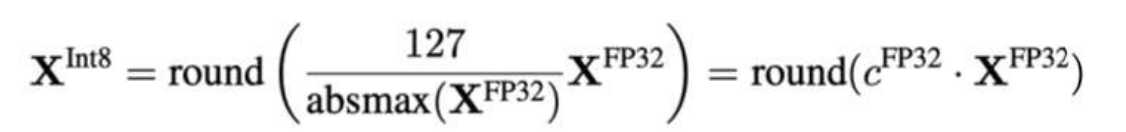 X^Int8 = round ( 127 / absmax(X^FP32) X^FP32 ) = round(c^FP32 · X^FP32)